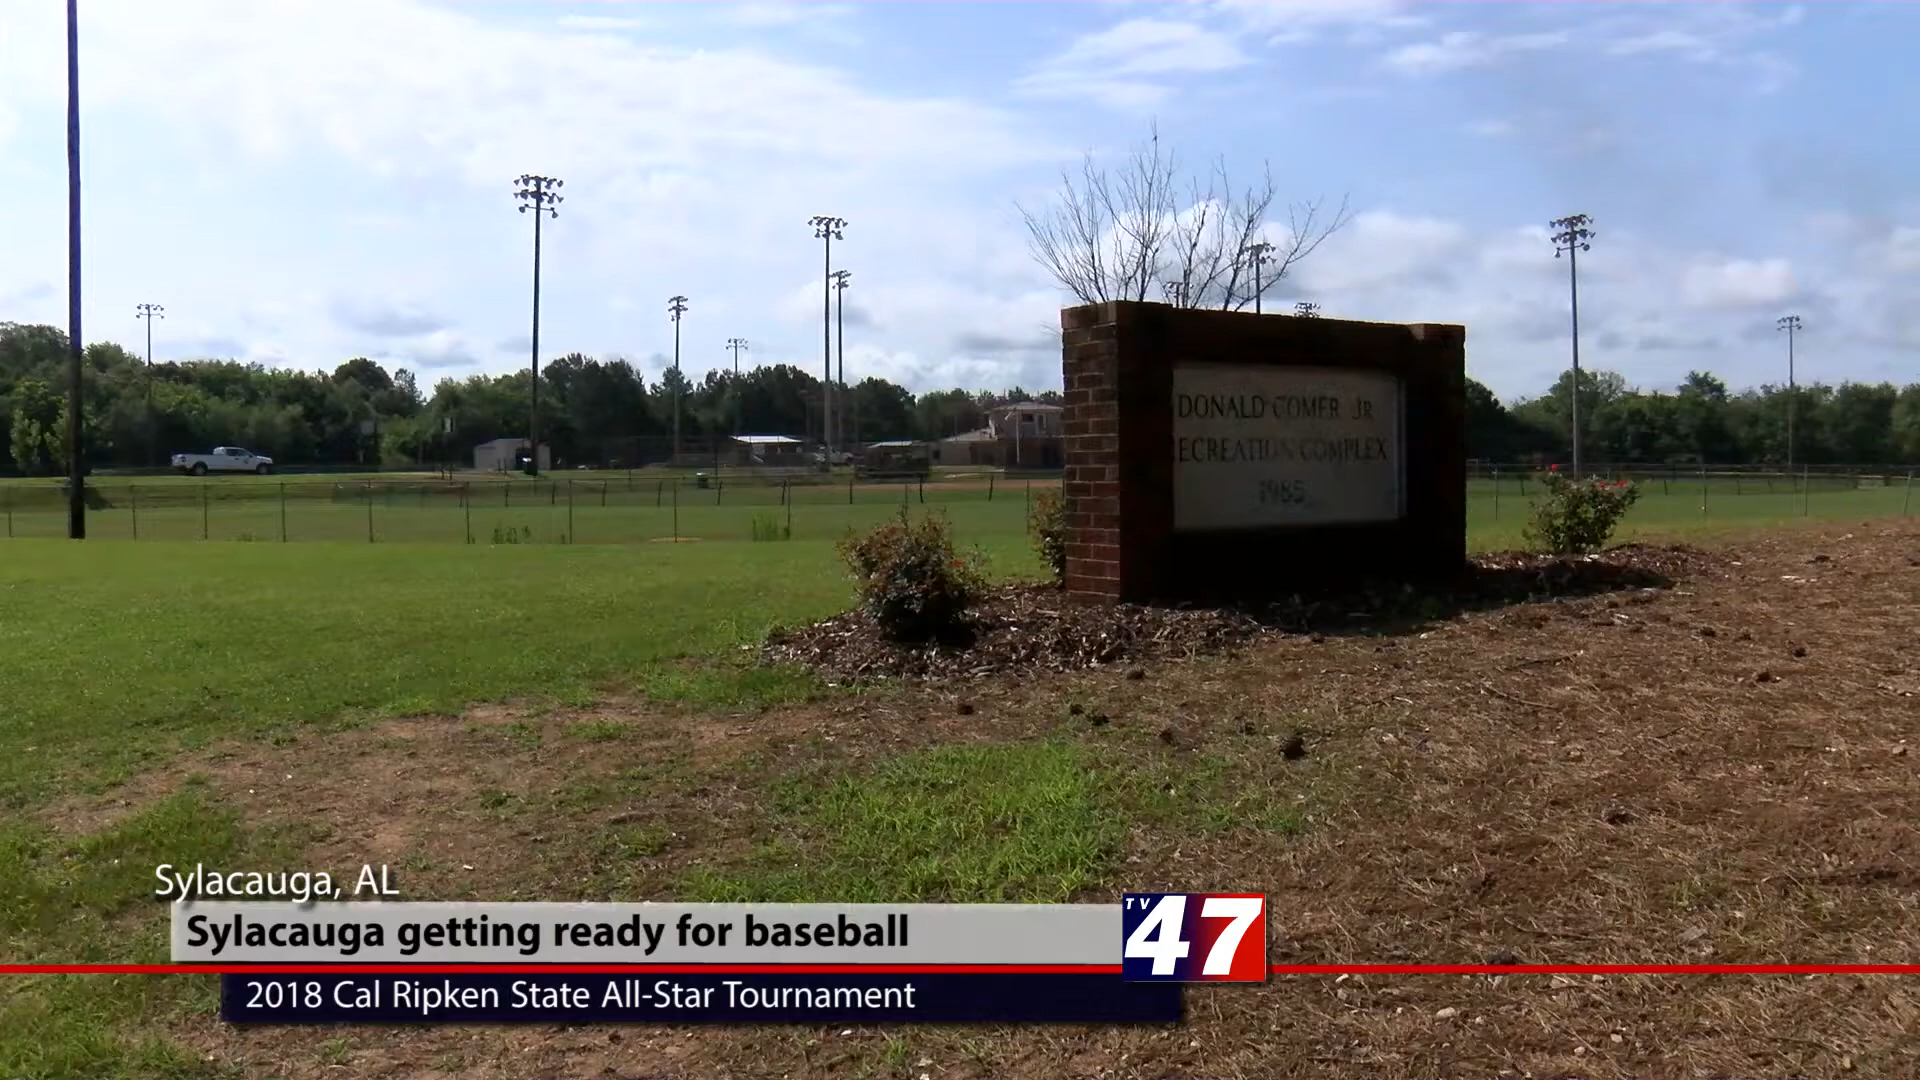 DONALD COMER JR
ECREATION COMPLEX
1985
Sylacauga, AL
Sylacauga getting ready for baseball
TV 47
2018 Cal Ripken State All-Star Tournament